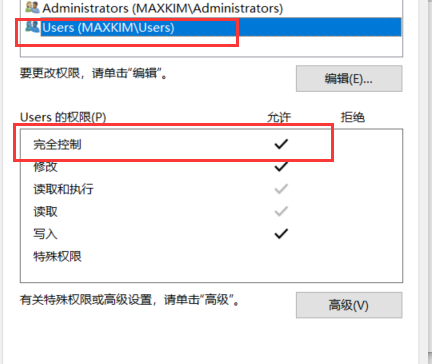 Administrators (MAXKIM\Administrators)
Users (MAXKIM\Users)
要更改权限，请单击“编辑”。
编辑(E)...
Users 的权限(P) 允许 拒绝
完全控制
修改
读取和执行
读取
写入
特殊权限
有关特殊权限或高级设置，请单击“高级”。
高级(V)